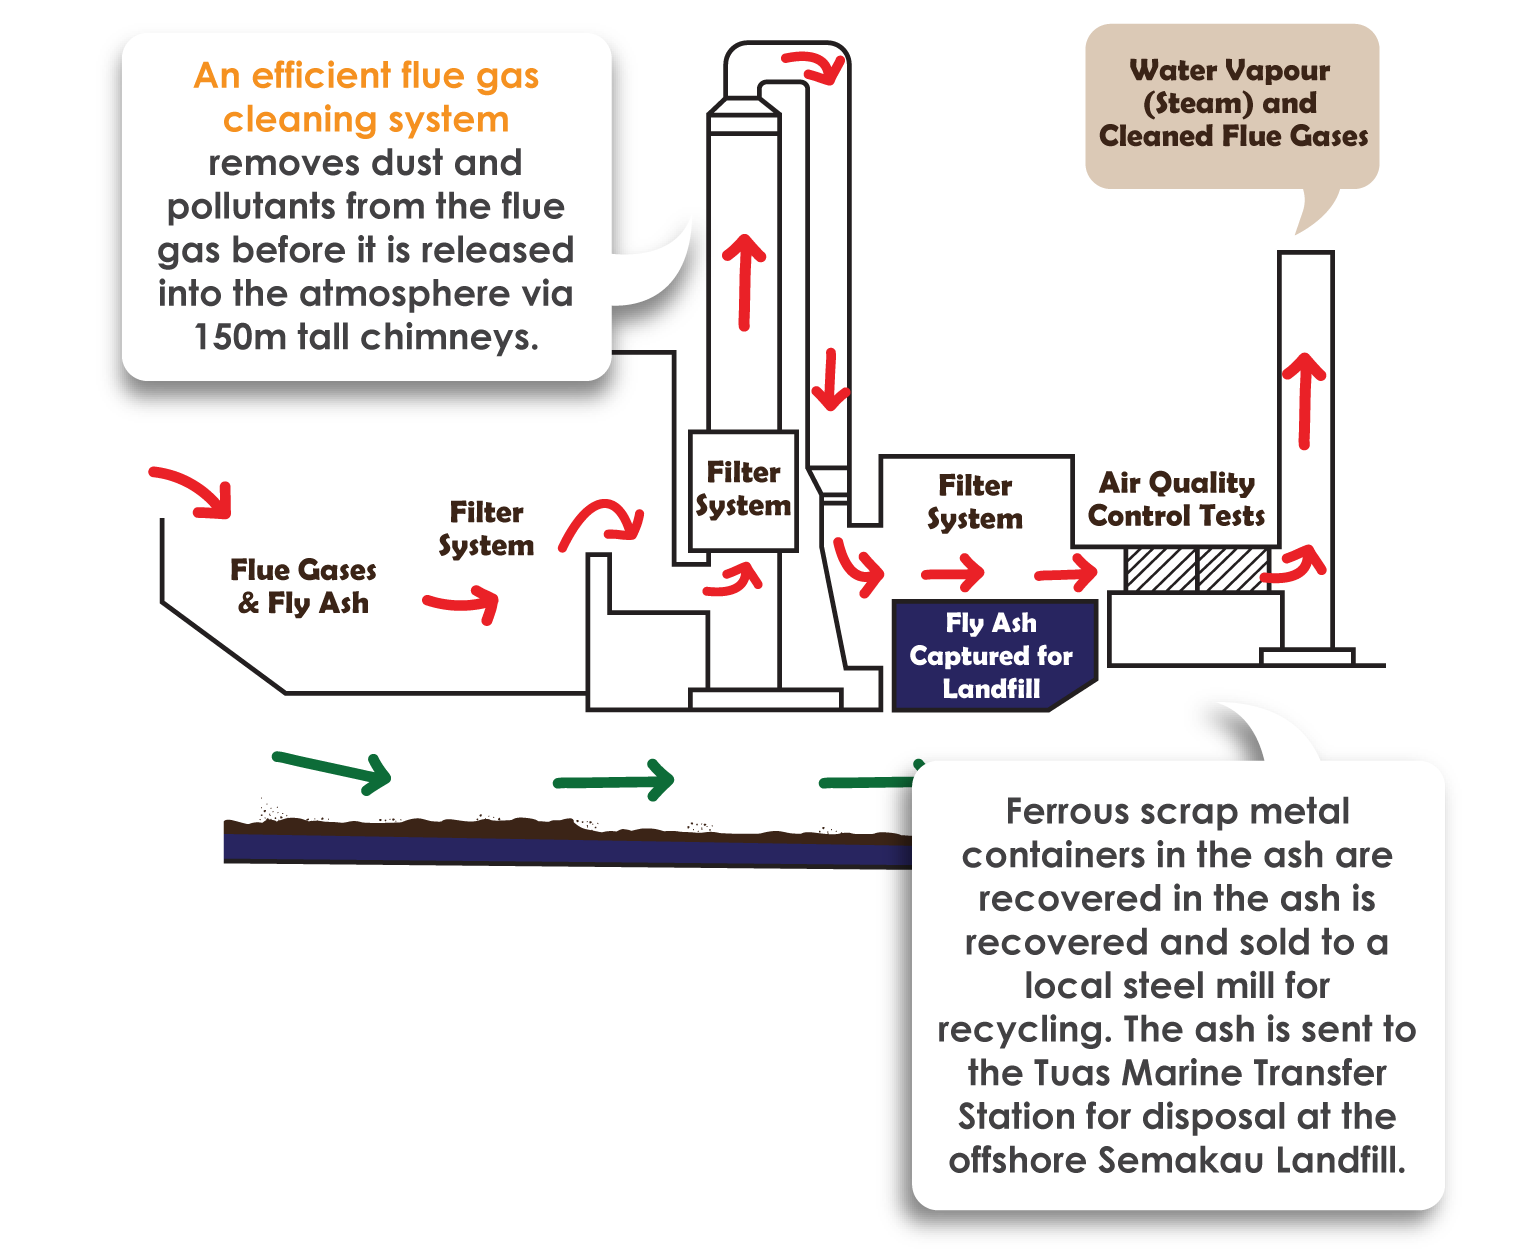 An efficient flue gas
cleaning system
removes dust and
pollutants from the flue
gas before it is released
into the atmosphere via
150m tall chimneys.
Water Vapour
(Steam) and
Cleaned Flue Gases
Flue Gases
& Fly Ash
Filter
System
Filter
System
Filter
System
Air Quality
Control Tests
Fly Ash
Captured for
Landfill
Ferrous scrap metal
containers in the ash are
recovered in the ash is
recovered and sold to a
local steel mill for
recycling. The ash is sent to
the Tuas Marine Transfer
Station for disposal at the
offshore Semakau Landfill.